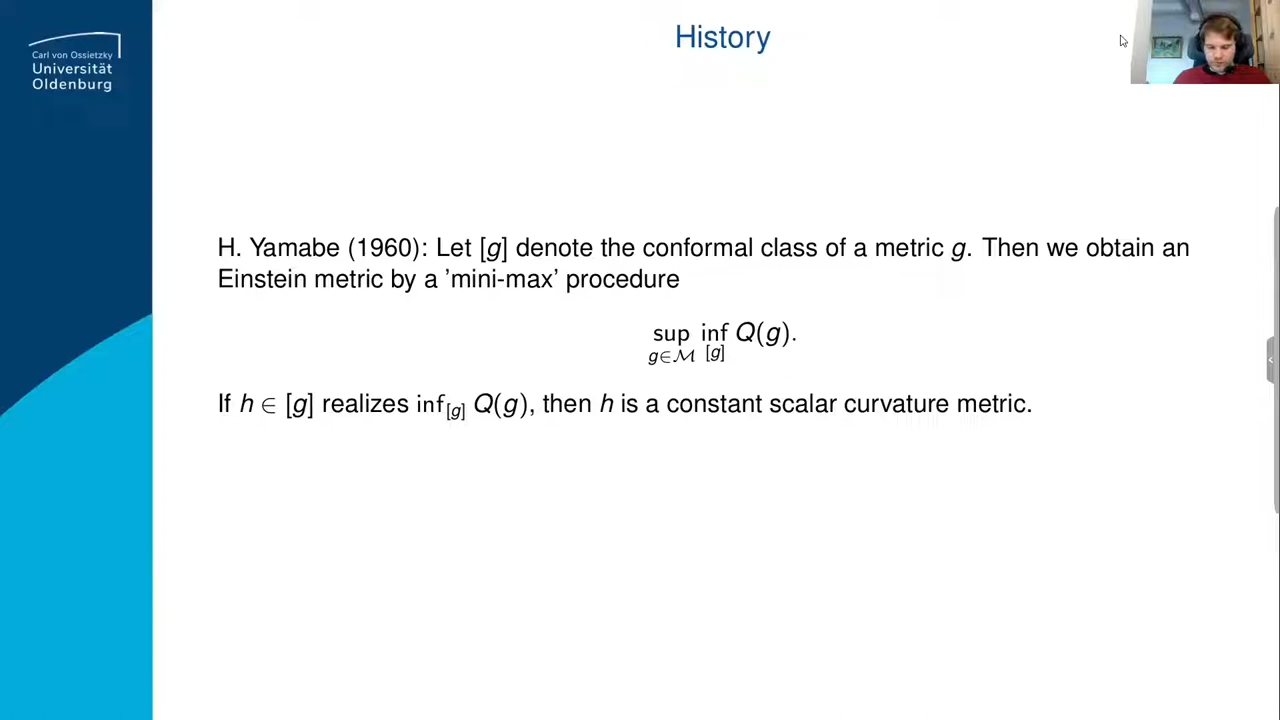 Carl von Ossietzky
Universität
Oldenburg
History
H. Yamabe (1960): Let [g] denote the conformal class of a metric g. Then we obtain an
Einstein metric by a 'mini-max' procedure
sup inf Q(g).
g∈ℳ [g]
If h ∈ [g] realizes inf[g] Q(g), then h is a constant scalar curvature metric.